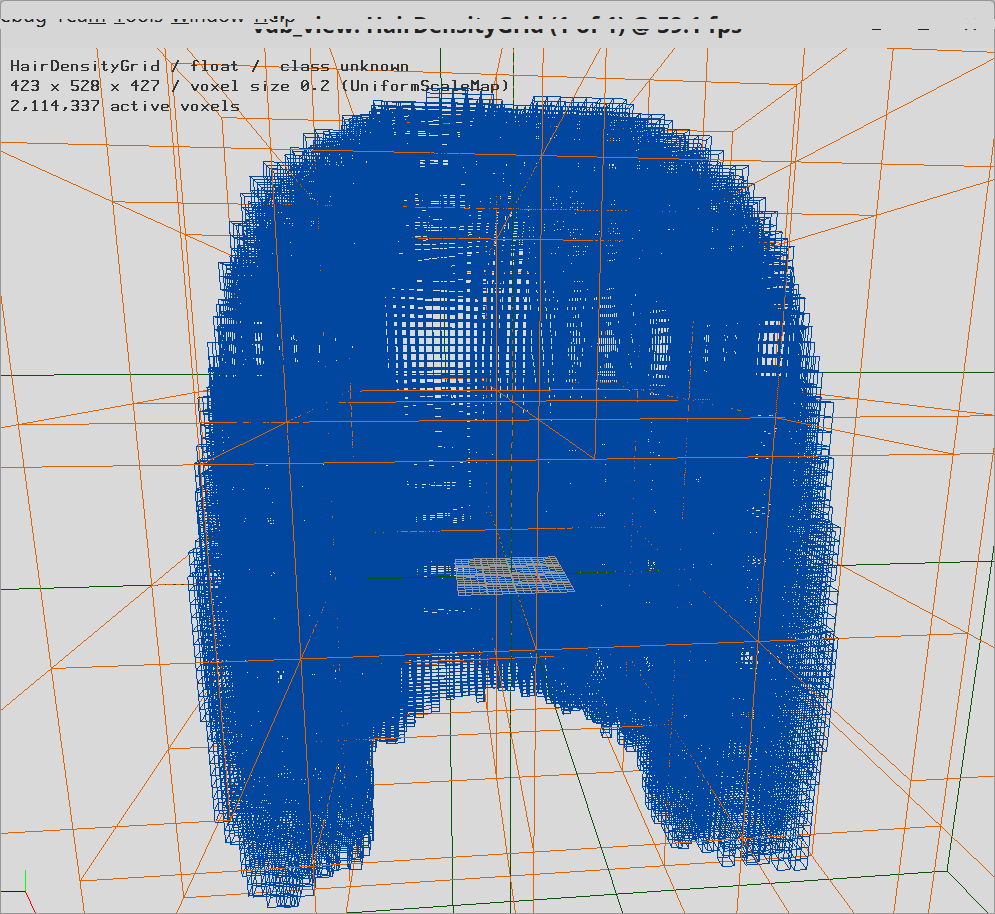 Team Tools Window Help
vdb_view: HairDensityGrid (1 of 1) @ 59.1 fps
HairDensityGrid / float /  class unknown
423 x 528 x 427 / voxel size 0.2 (UniformScaleMap)
2,114,337 active voxels